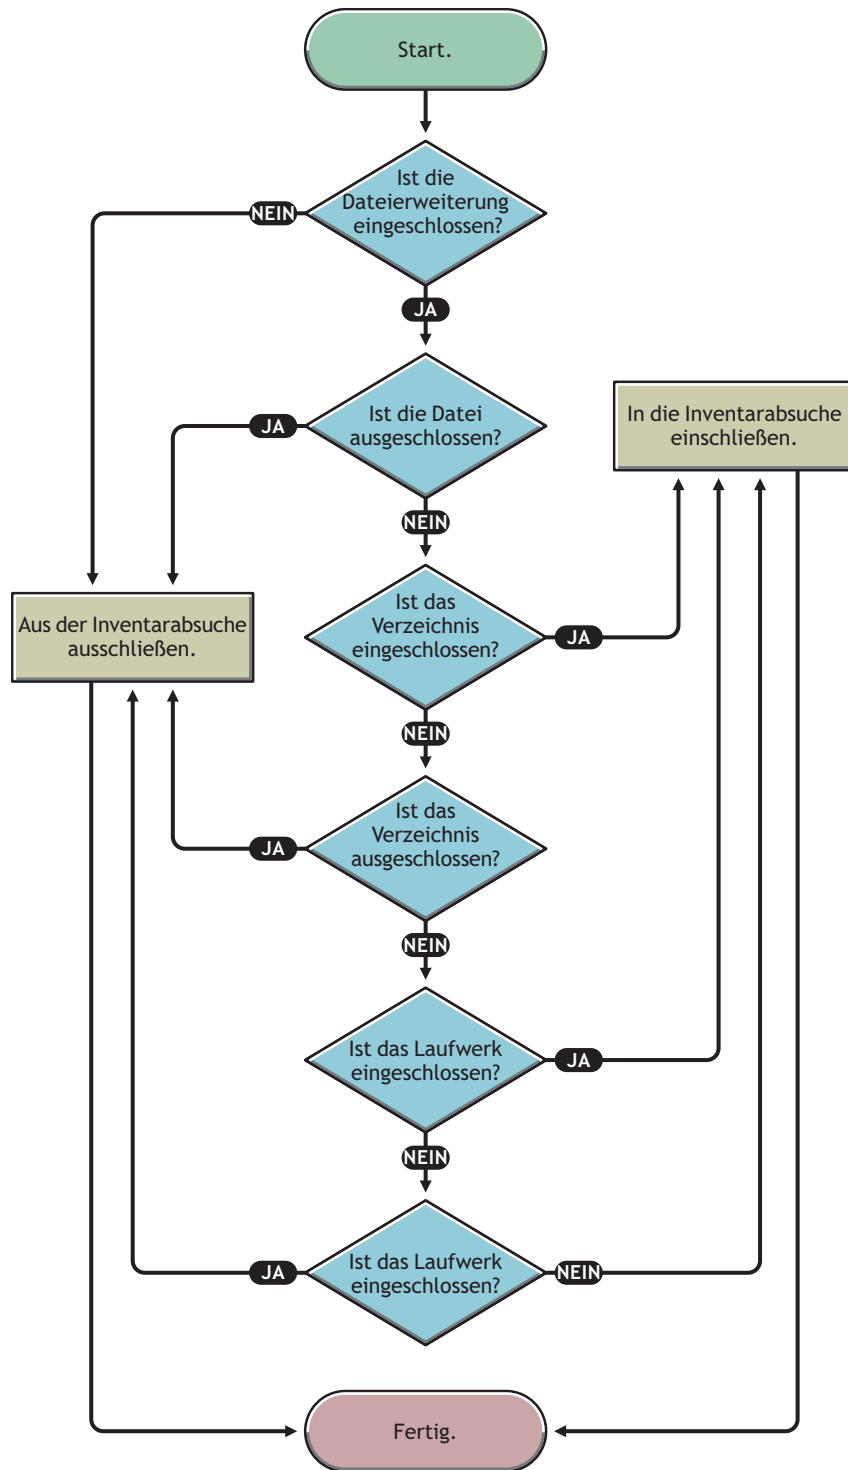 Start.
Ist die
Dateierweiterung
eingeschlossen?
NEIN
JA
Ist die Datei
ausgeschlossen?
JA
NEIN
In die Inventarabsuche
einschließen.
Ist das
Verzeichnis
eingeschlossen?
JA
NEIN
Aus der Inventarabsuche
ausschließen.
Ist das
Verzeichnis
ausgeschlossen?
JA
NEIN
Ist das Laufwerk
eingeschlossen?
JA
NEIN
Ist das Laufwerk
eingeschlossen?
JA
NEIN
Fertig.